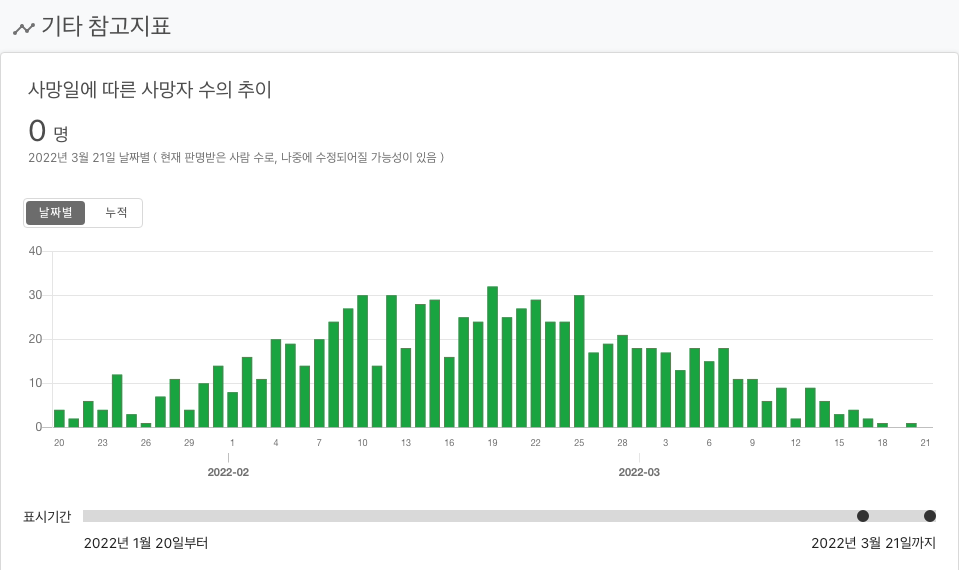 기타 참고지표
사망일에 따른 사망자 수의 추이
0 명
2022년 3월 21일 날짜별 ( 현재 판명받은 사람 수로, 나중에 수정되어질 가능성이 있음 )
날짜별 누적
40
30
20
10
0
20 23 26 29 1 4 7 10 13 16 19 22 25 28 3 6 9 12 15 18 21
2022-02 2022-03
표시기간
2022년 1월 20일부터 2022년 3월 21일까지